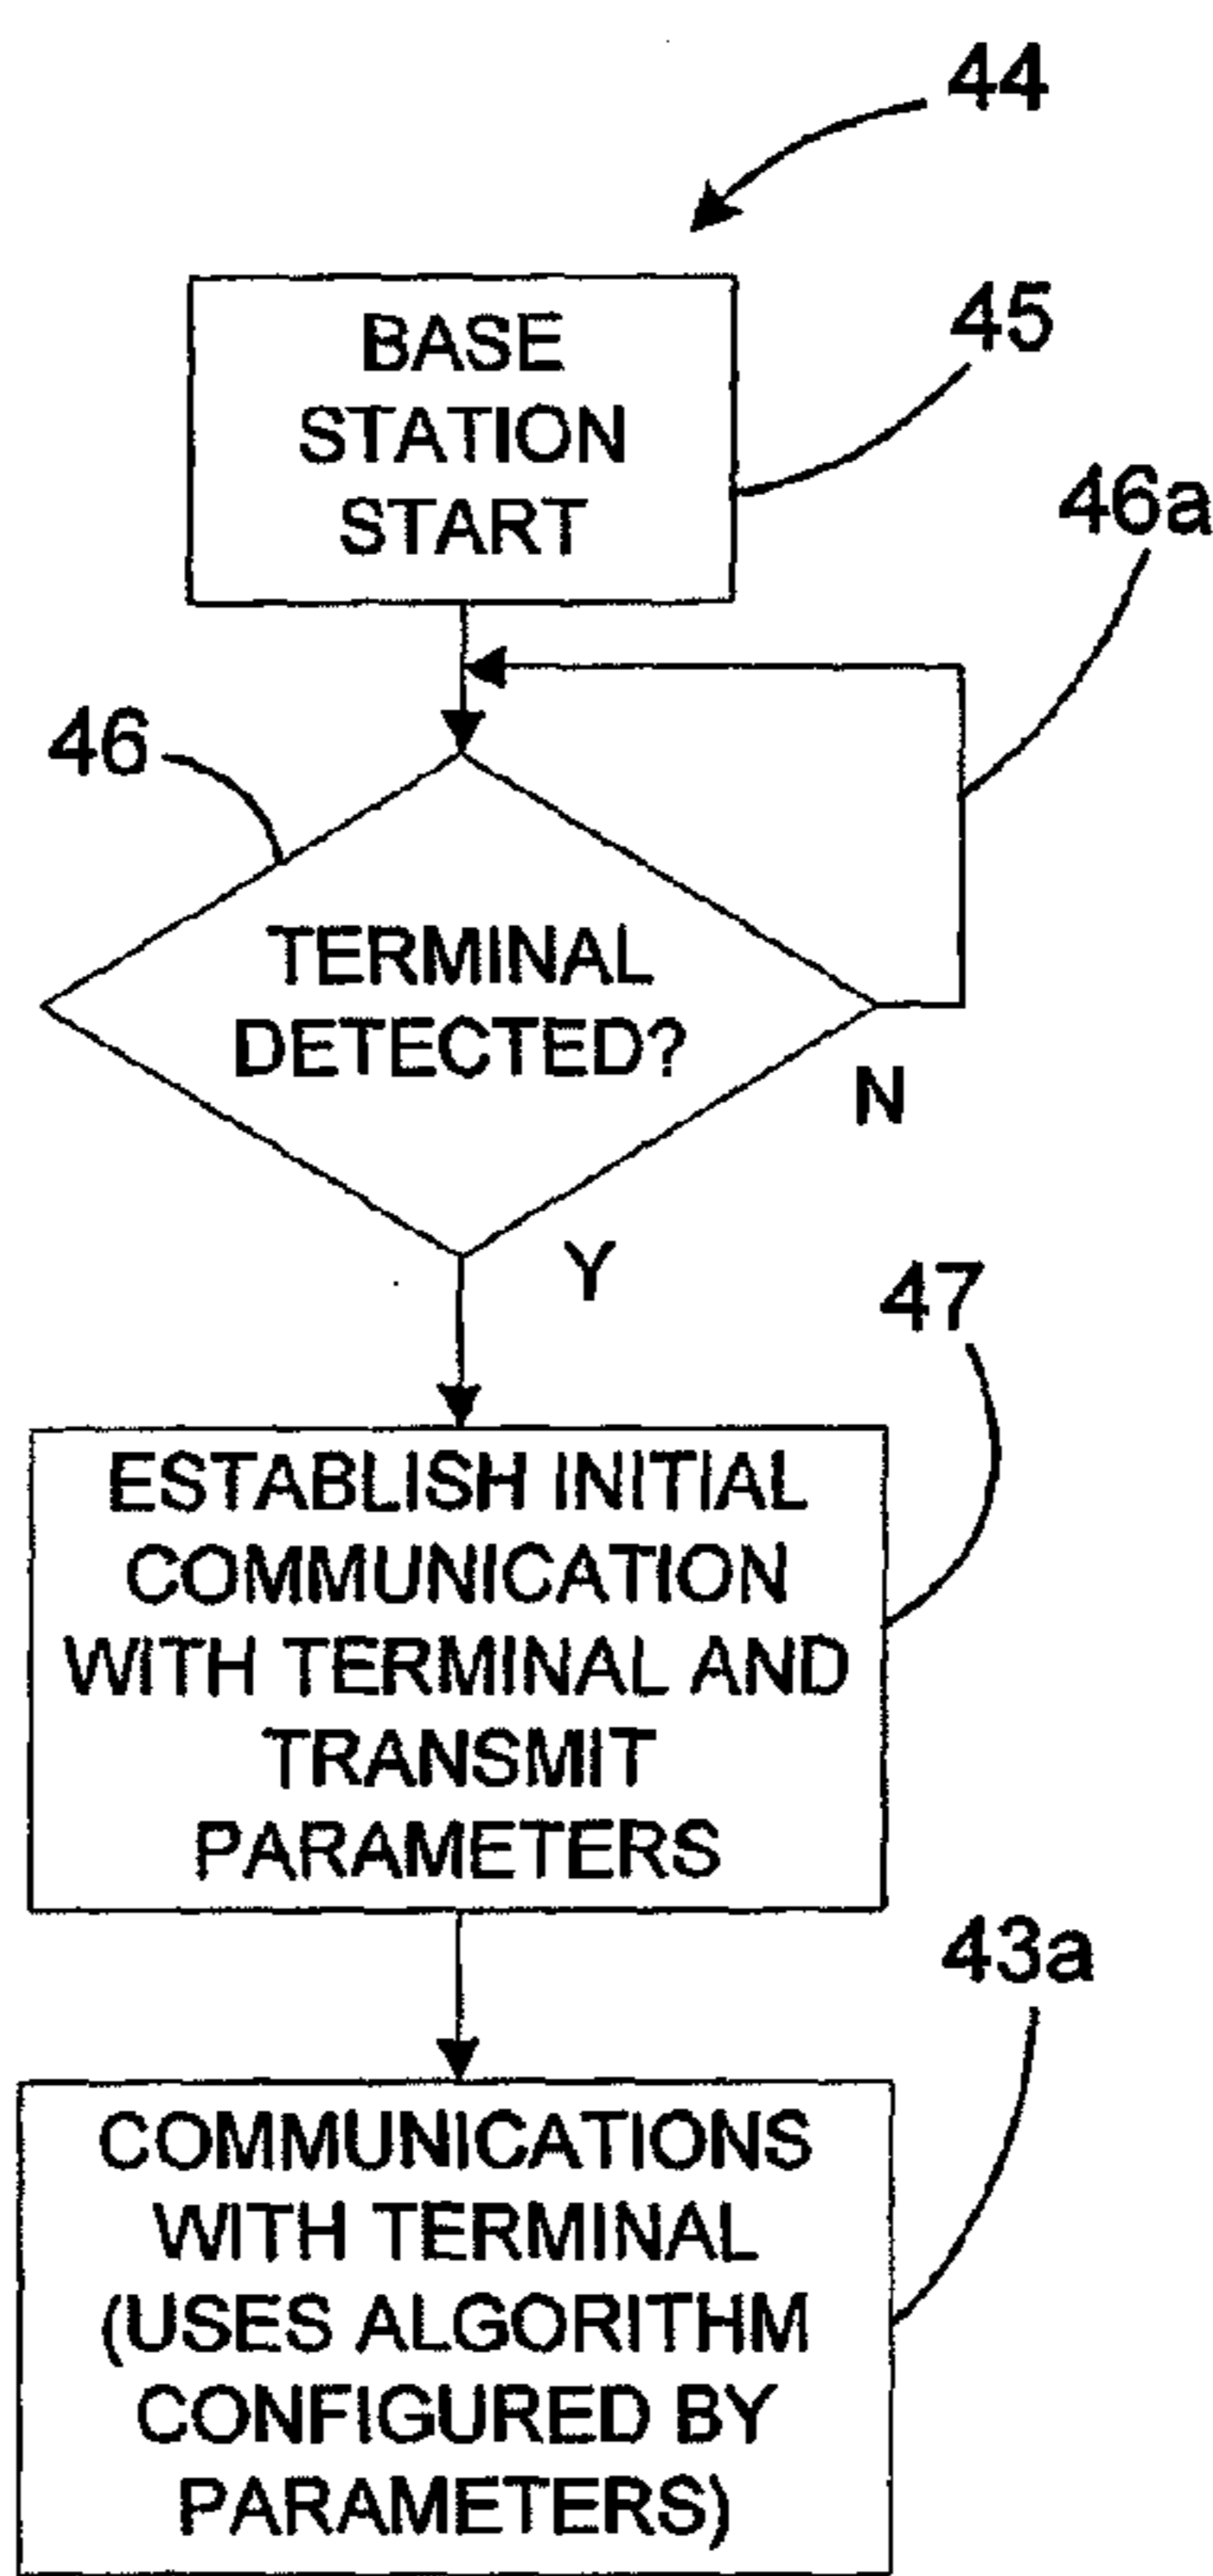 44
BASE
STATION
START
45
46a
46
TERMINAL
DETECTED?
N
Y
47
ESTABLISH INITIAL
COMMUNICATION
WITH TERMINAL AND
TRANSMIT
PARAMETERS
43a
COMMUNICATIONS
WITH TERMINAL
(USES ALGORITHM
CONFIGURED BY
PARAMETERS)